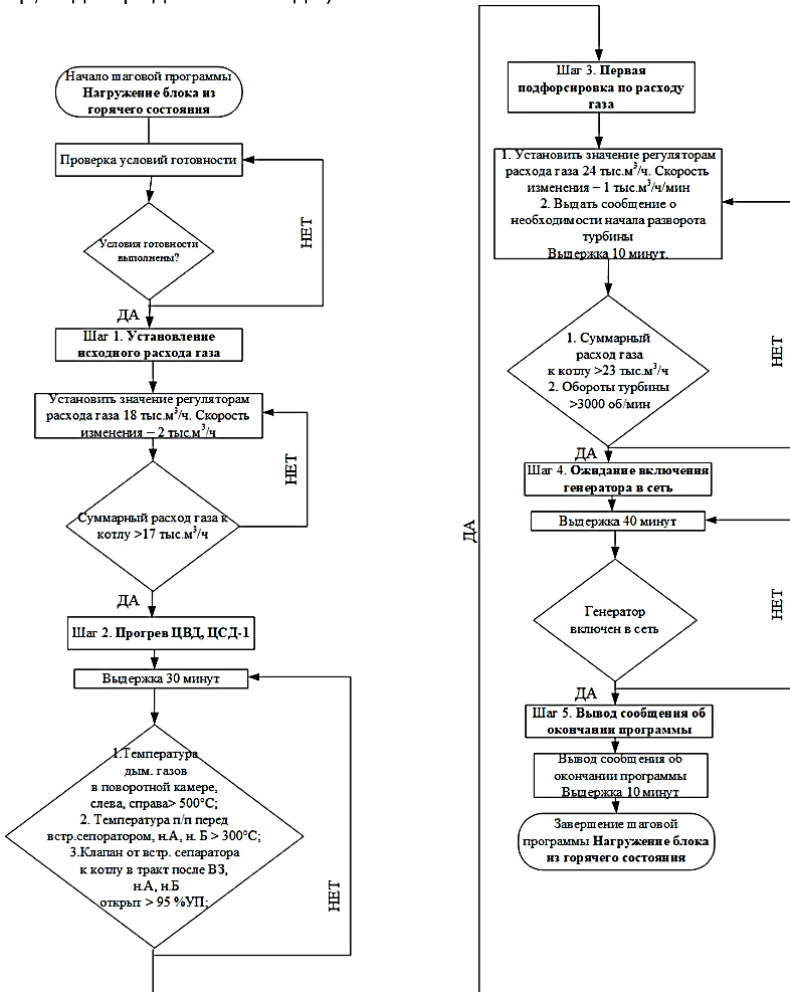 Начало шаговой программы
Нагружение блока из
горячего состояния
Проверка условий готовности
Условия готовности
выполнены?
НЕТ
ДА
Шаг 1. Установление
исходного расхода газа
Установить значение регуляторам
расхода газа 18 тыс.м³/ч. Скорость
изменения – 2 тыс.м³/ч
НЕТ
Суммарный расход газа к
котлу >17 тыс.м³/ч
ДА
Шаг 2. Прогрев ЦВД, ЦСД-1
Выдержка 30 минут
1.Температура
дым. газов
в поворотной камере,
слева, справа> 500°С;
2. Температура п/п перед
встр.сепоратором, н.А, н. Б > 300°С;
3.Клапан от встр. сепаратора
к котлу в тракт после ВЗ,
н.А, н.Б
открыт > 95 %УП;
НЕТ
ДА
Шаг 3. Первая
подфорсировка по расходу
газа
1. Установить значение регуляторам
расхода газа 24 тыс.м³/ч. Скорость
изменения – 1 тыс.м³/ч/мин
2. Выдать сообщение о
необходимости начала разворота
турбины
Выдержка 10 минут.
1. Суммарный
расход газа
к котлу >23 тыс.м³/ч
2. Обороты турбины
>3000 об/мин
НЕТ
ДА
Шаг 4. Ожидание включения
генератора в сеть
Выдержка 40 минут
Генератор
включен в сеть
НЕТ
ДА
Шаг 5. Вывод сообщения об
окончании программы
Вывод сообщения об
окончании программы
Выдержка 10 минут
Завершение шаговой
программы Нагружение блока
из горячего состояния